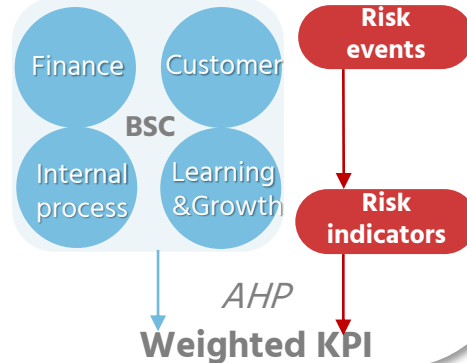 Finance
Customer
BSC
Internal
process
Learning
&Growth
Risk
events
Risk
indicators
AHP
Weighted KPI